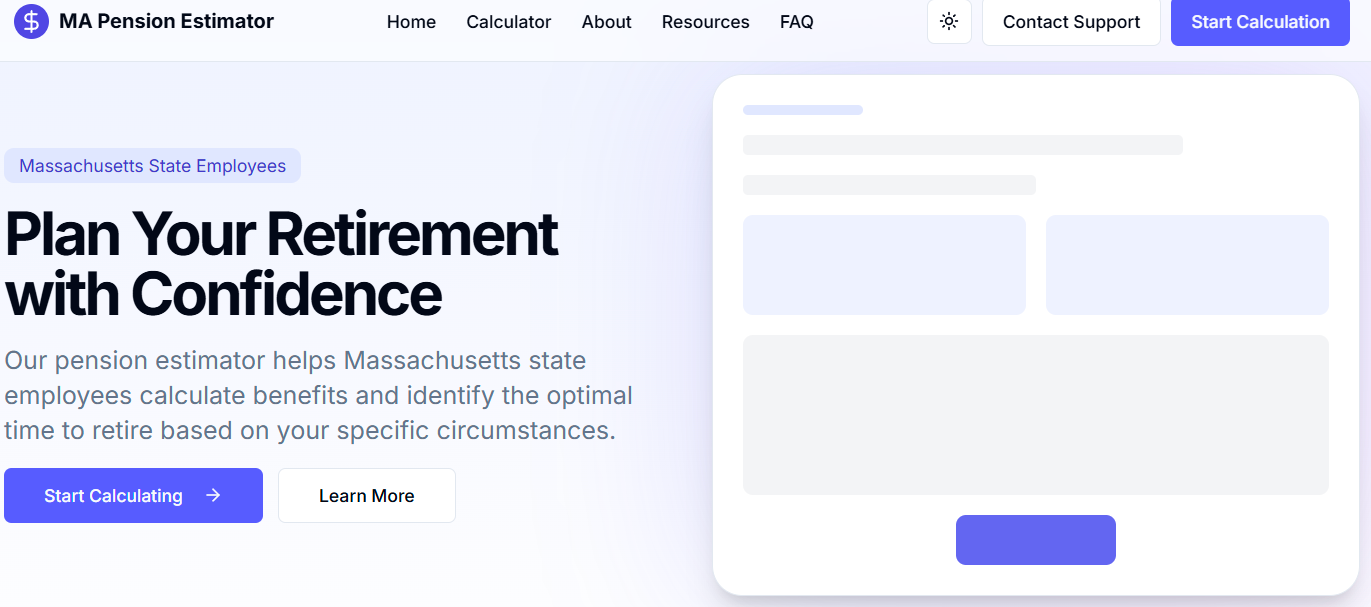 MA Pension Estimator
Home
Calculator
About
Resources
FAQ
Contact Support
Start Calculation
Massachusetts State Employees
Plan Your Retirement
with Confidence
Our pension estimator helps Massachusetts state
employees calculate benefits and identify the optimal
time to retire based on your specific circumstances.
Start Calculating
Learn More